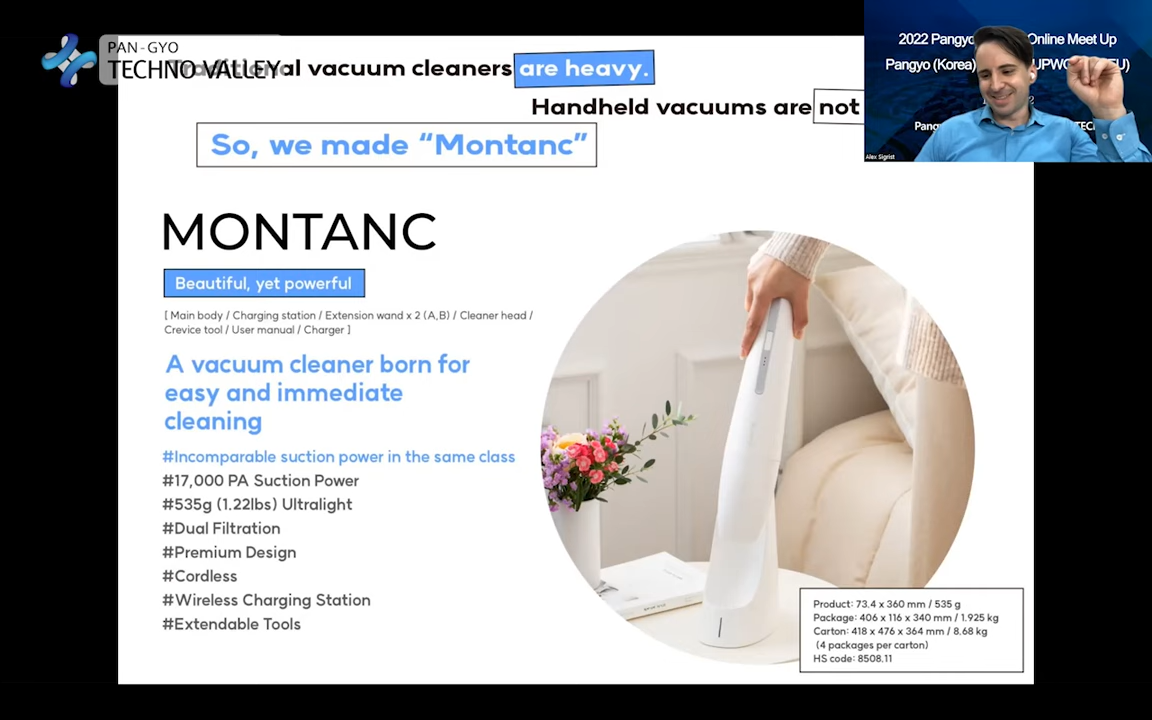 PAN-GYO
TECHNO VALLEY
al vacuum cleaners are heavy.
Handheld vacuums are not
So, we made “Montanc”
MONTANC
Beautiful, yet powerful
[ Main body / Charging station / Extension wand x 2 (A,B) / Cleaner head /
Crevice tool / User manual / Charger ]
A vacuum cleaner born for
easy and immediate
cleaning
#Incomparable suction power in the same class
#17,000 PA Suction Power
#535g (1.22lbs) Ultralight
#Dual Filtration
#Premium Design
#Cordless
#Wireless Charging Station
#Extendable Tools
Product: 73.4 x 360 mm / 535 g
Package: 406 x 116 x 340 mm / 1.925 kg
Carton: 418 x 476 x 364 mm / 8.68 kg
(4 packages per carton)
HS code: 8508.11
2022 Pangyo Online Meet Up
Pangyo (Korea)
Alex Sigrist